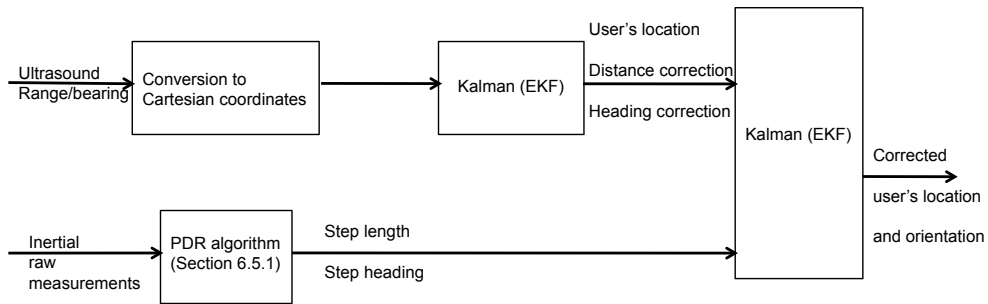 Ultrasound
Range/bearing
Conversion to
Cartesian coordinates
Kalman (EKF)
User's location
Distance correction
Heading correction
Kalman (EKF)
Corrected
user's location
and orientation
Inertial
raw
measurements
PDR algorithm
(Section 6.5.1)
Step length
Step heading